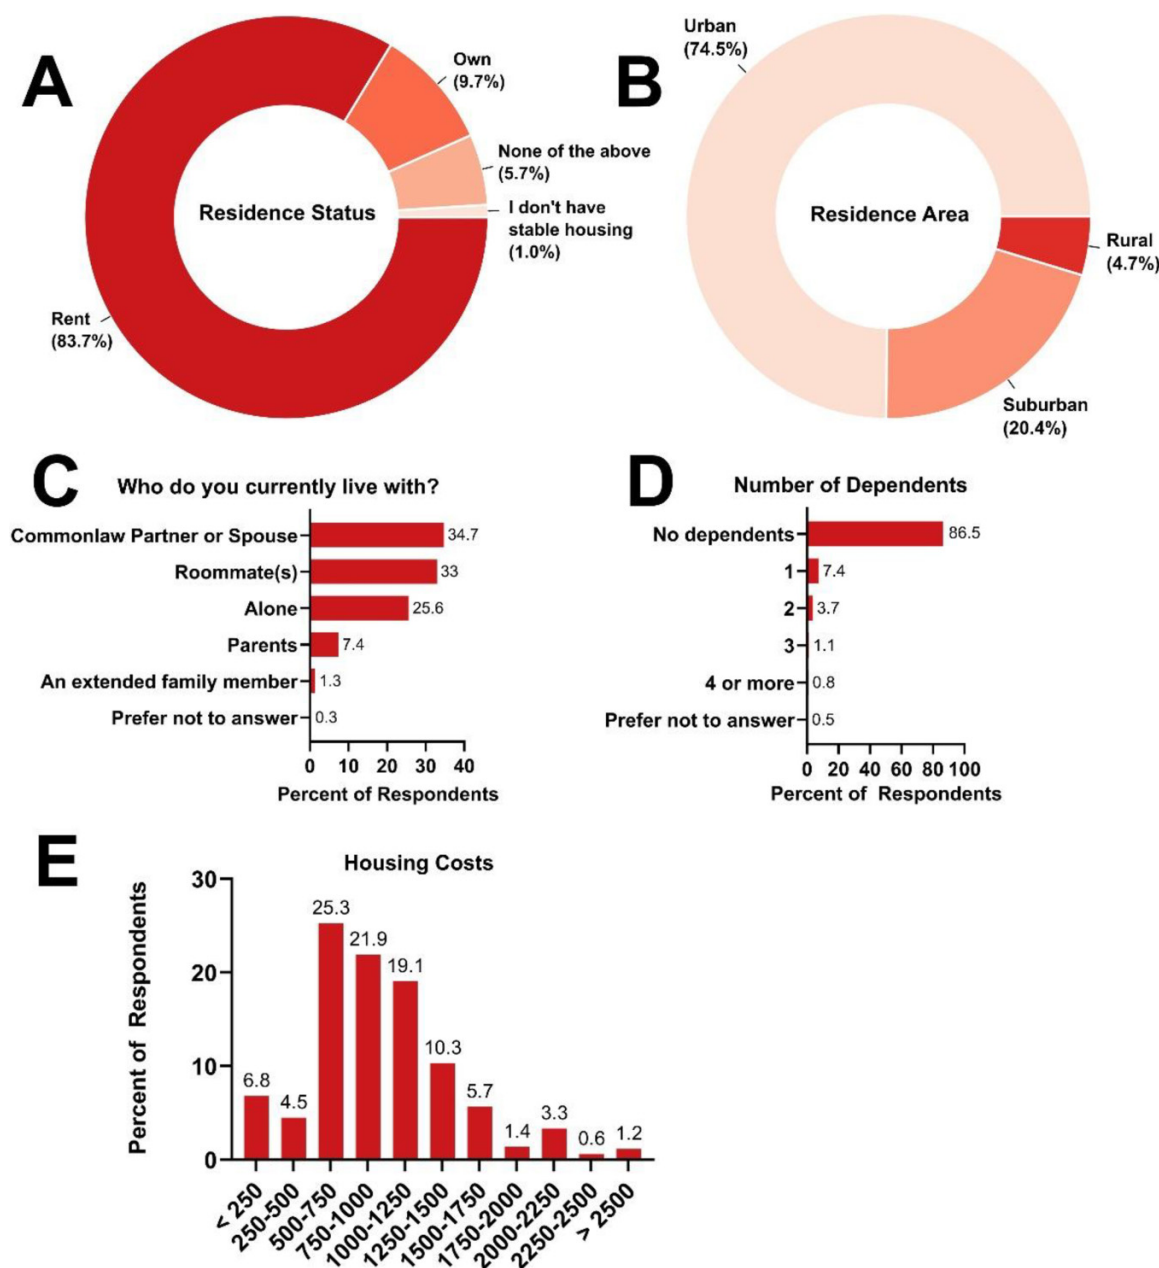 A
Own
(9.7%)
None of the above
(5.7%)
I don't have
stable housing
(1.0%)
Residence Status
Rent
(83.7%)
B
Urban
(74.5%)
Residence Area
Rural
(4.7%)
Suburban
(20.4%)
C
Who do you currently live with?
Commonlaw Partner or Spouse 34.7
Roommate(s) 33
Alone 25.6
Parents 7.4
An extended family member 1.3
Prefer not to answer 0.3
0 10 20 30 40
Percent of Respondents
D
Number of Dependents
No dependents 86.5
1 7.4
2 3.7
3 1.1
4 or more 0.8
Prefer not to answer 0.5
0 20 40 60 80 100
Percent of Respondents
E
Housing Costs
Percent of Respondents
30
20
10
0
6.8 4.5 25.3 21.9 19.1 10.3 5.7 1.4 3.3 0.6 1.2
< 250
250-500
500-750
750-1000
1000-1250
1250-1500
1500-1750
1750-2000
2000-2250
2250-2500
> 2500